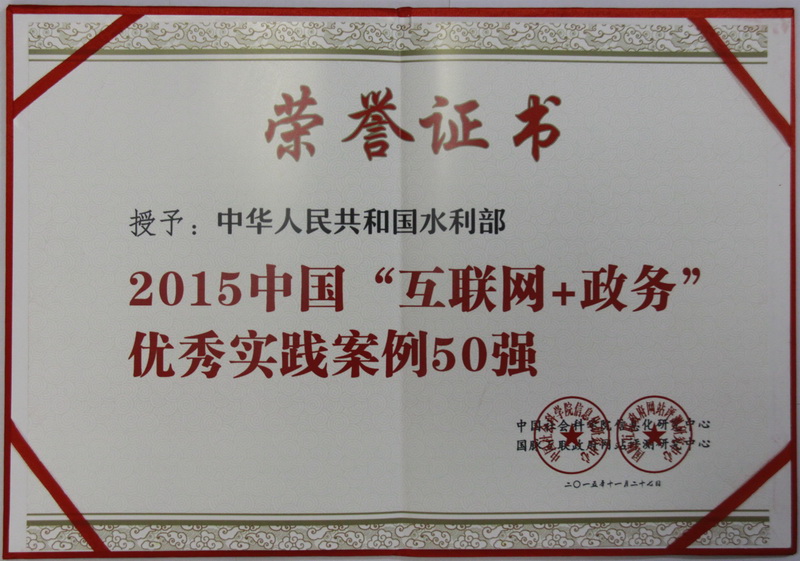 荣誉证书
授予：中华人民共和国水利部
2015中国“互联网+政务”
优秀实践案例50强
中国社会科学院信息化研究中心
国脉互联政府网站评测研究中心
二〇一五年十一月二十七日